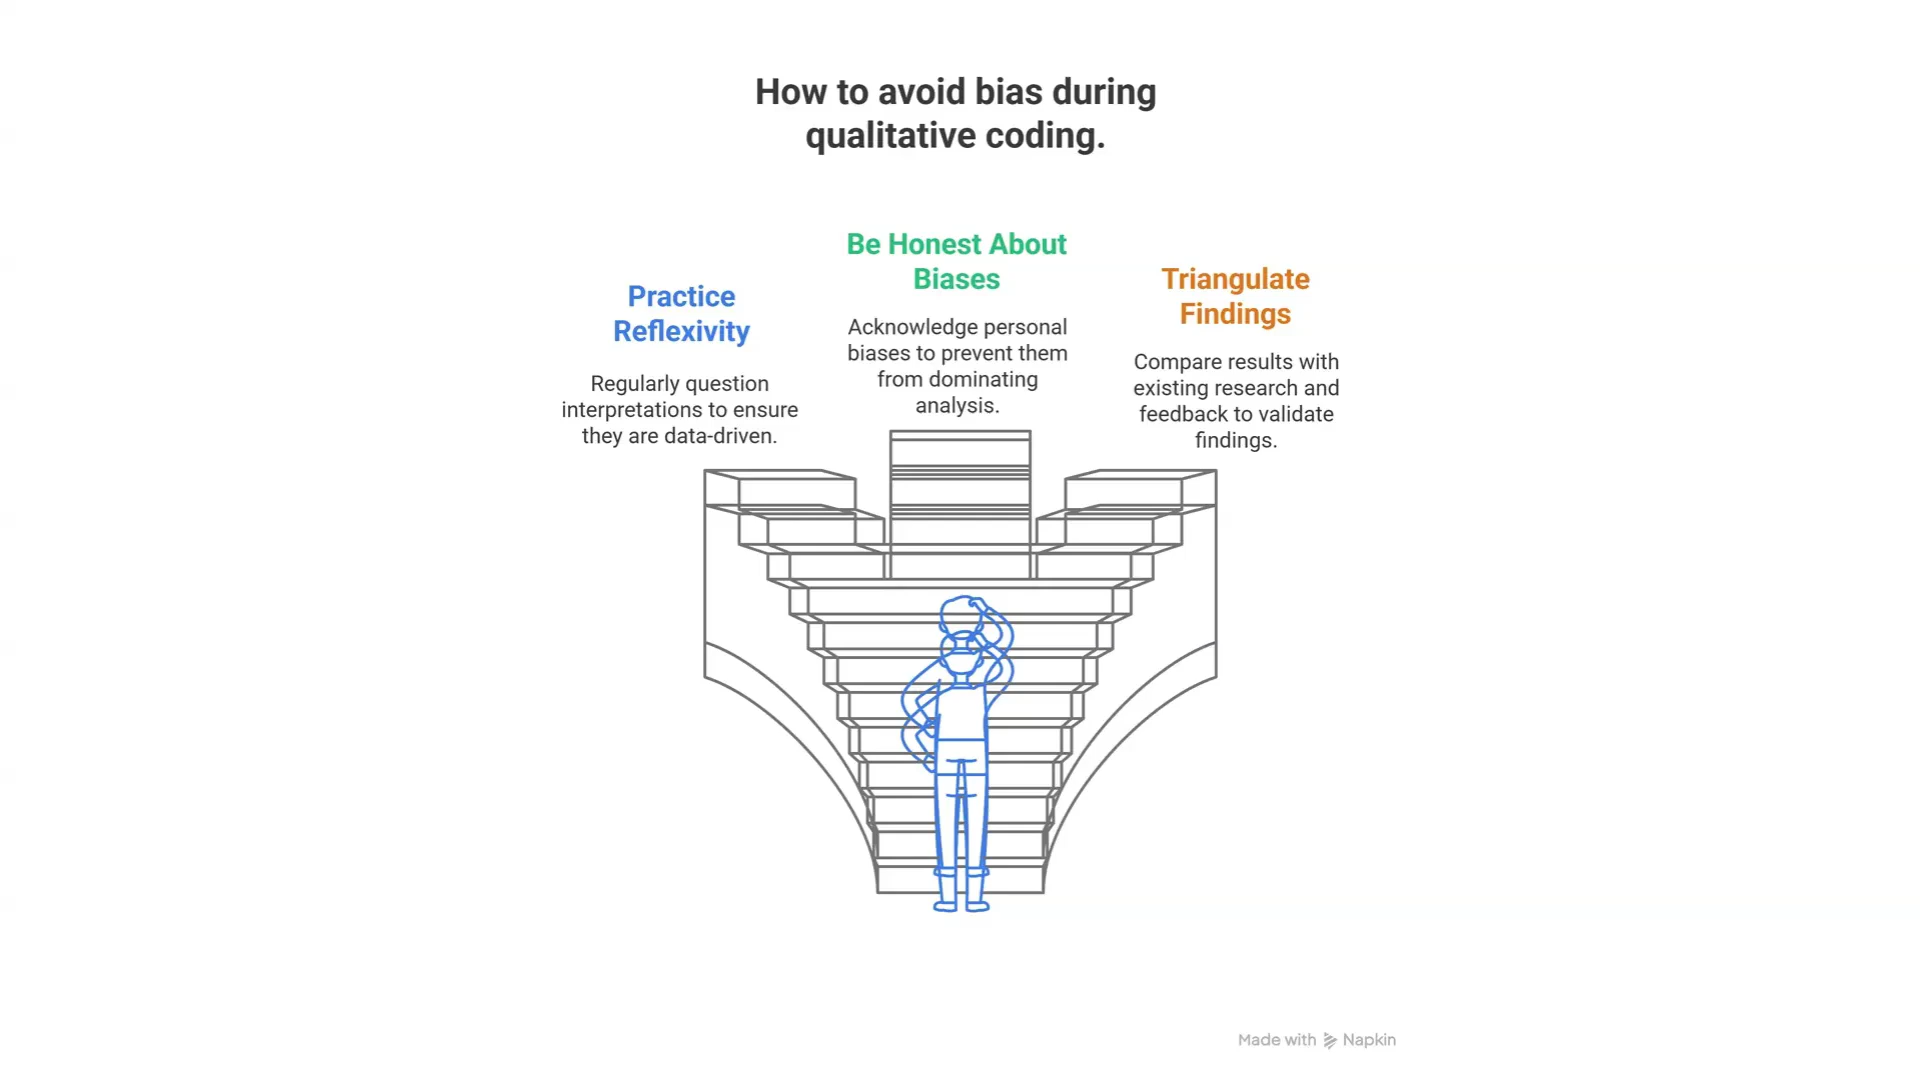 How to avoid bias during
qualitative coding.
Practice
Reflexivity
Regularly question
interpretations to ensure
they are data-driven.
Be Honest About
Biases
Acknowledge personal
biases to prevent them
from dominating
analysis.
Triangulate
Findings
Compare results with
existing research and
feedback to validate
findings.
Made with Napkin